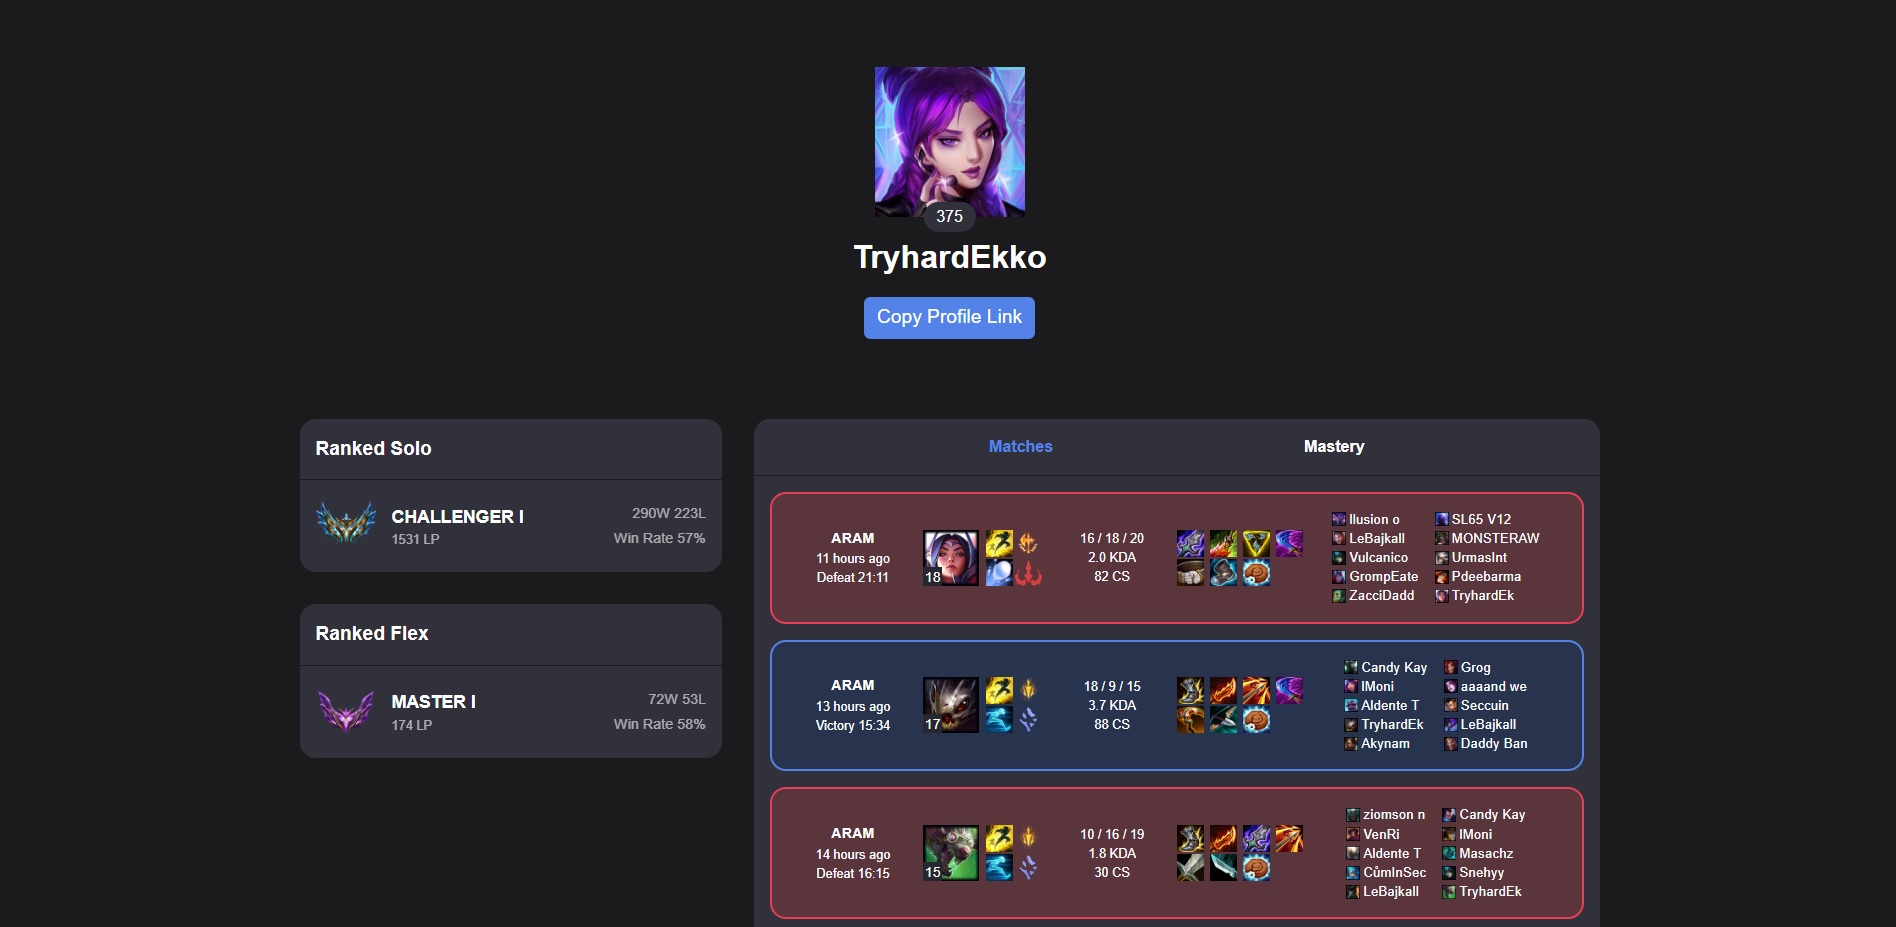 375
TryhardEkko
Copy Profile Link
Ranked Solo
CHALLENGER I
1531 LP
290W 223L
Win Rate 57%
Ranked Flex
MASTER I
174 LP
72W 53L
Win Rate 58%
Matches
Mastery
ARAM
11 hours ago
Defeat 21:11
18
16 / 18 / 20
2.0 KDA
82 CS
Ilusion o
LeBajkall
Vulcanico
GrompEate
ZacciDadd
SL65 V12
MONSTERAW
UrmasInt
Pdeebarma
TryhardEk
ARAM
13 hours ago
Victory 15:34
17
18 / 9 / 15
3.7 KDA
88 CS
Candy Kay
IMoni
Aldente T
TryhardEk
Akynam
Grog
aaaand we
Seccuin
LeBajkall
Daddy Ban
ARAM
14 hours ago
Defeat 16:15
15
10 / 16 / 19
1.8 KDA
30 CS
ziomson n
VenRi
Aldente T
CůmInSec
LeBajkall
Candy Kay
IMoni
Masachz
Snehyy
TryhardEk